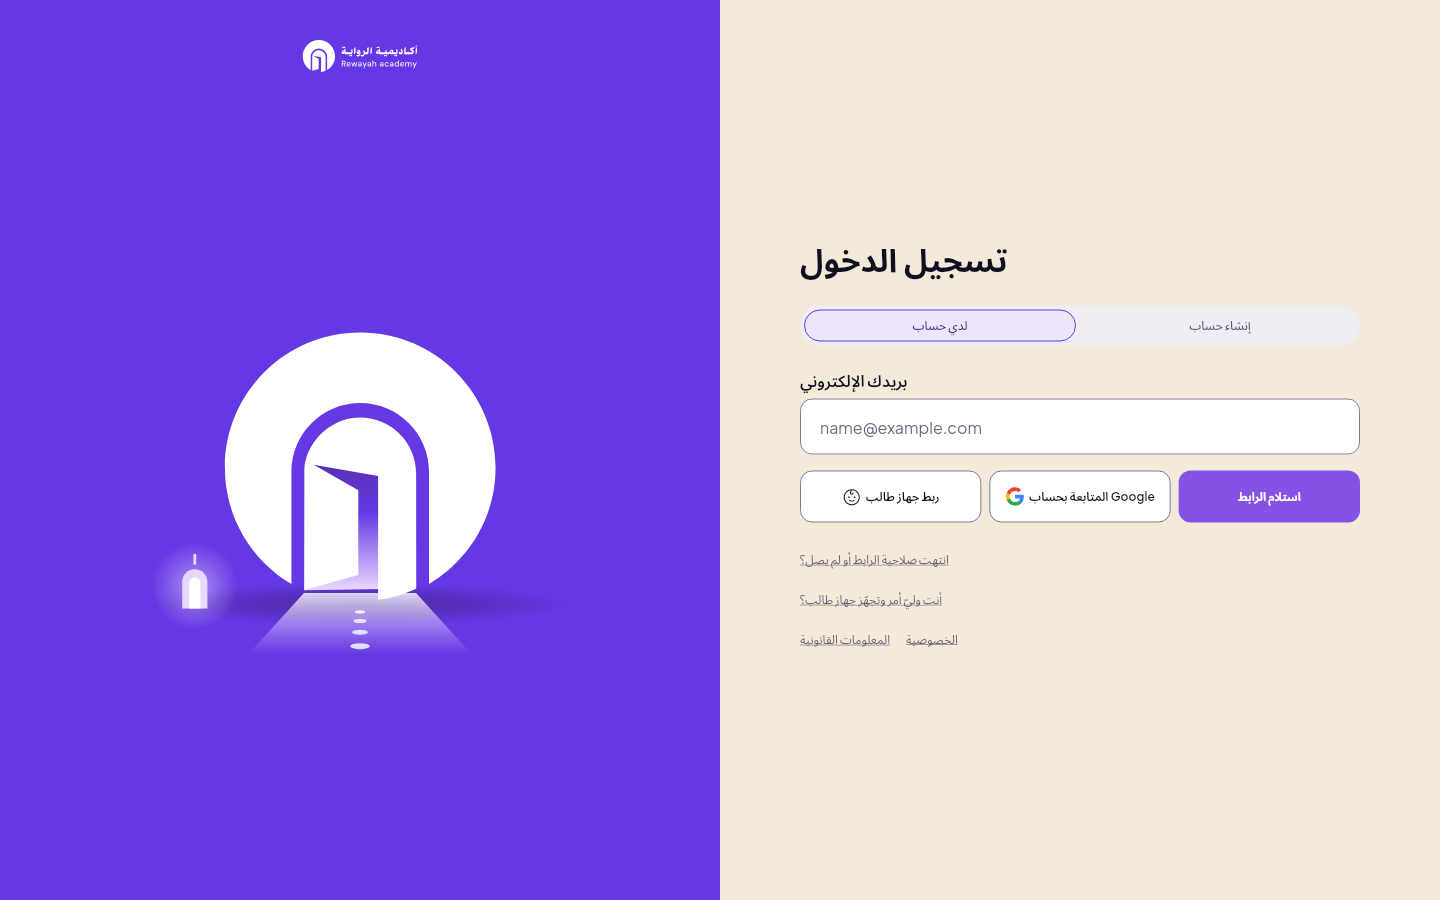 أكاديمية الرواية
Rewayah academy
تسجيل الدخول
لدي حساب
إنشاء حساب
بريدك الإلكتروني
name@example.com
ربط جهاز طالب
المتابعة بحساب Google
استلام الرابط
انتهت صلاحية الرابط أو لم يصل؟
أنت وليّ أمر وتجهّز جهاز طالب؟
المعلومات القانونية
الخصوصية